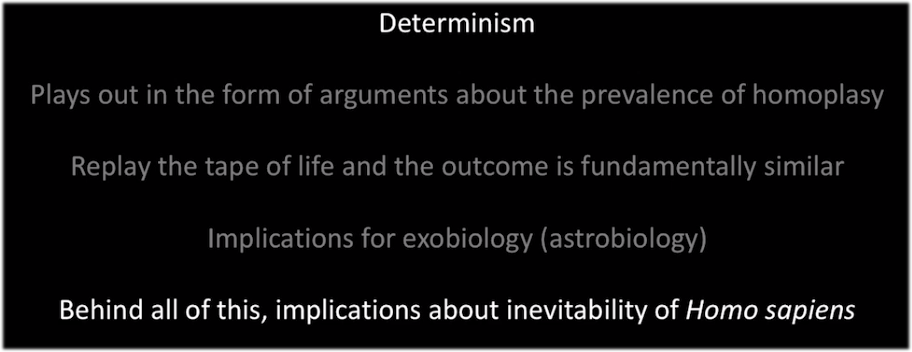 Determinism
Plays out in the form of arguments about the prevalence of homoplasy
Replay the tape of life and the outcome is fundamentally similar
Implications for exobiology (astrobiology)
Behind all of this, implications about inevitability of Homo sapiens